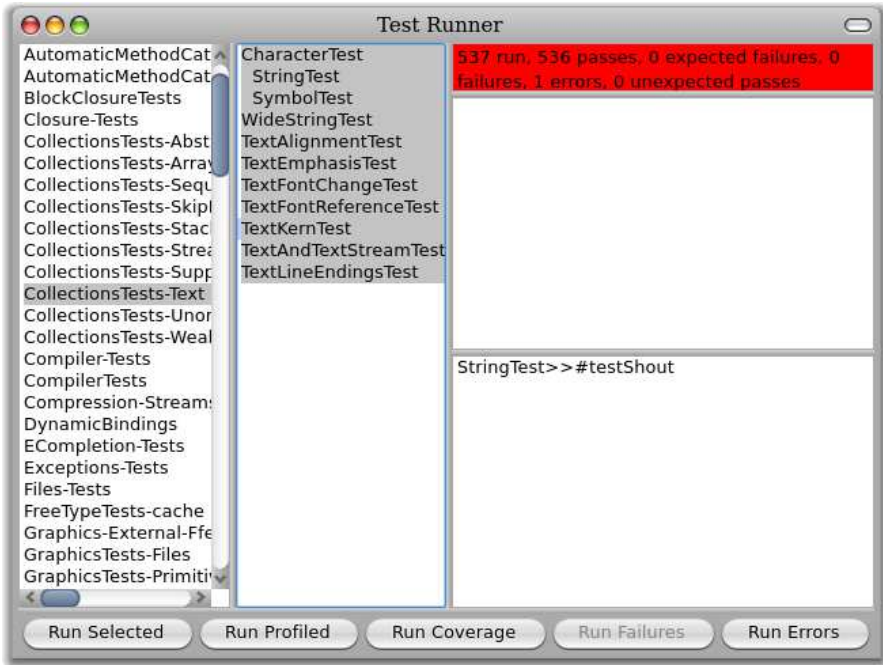 Test Runner
AutomaticMethodCat
AutomaticMethodCat
BlockClosureTests
Closure-Tests
CollectionsTests-Abst
CollectionsTests-Array
CollectionsTests-Sequ
CollectionsTests-Skipl
CollectionsTests-Stac
CollectionsTests-Strea
CollectionsTests-Supp
CollectionsTests-Text
CollectionsTests-Unor
CollectionsTests-Weal
Compiler-Tests
CompilerTests
Compression-Streams
DynamicBindings
ECompletion-Tests
Exceptions-Tests
Files-Tests
FreeTypeTests-cache
Graphics-External-Ffe
GraphicsTests-Files
GraphicsTests-Primiti
CharacterTest
StringTest
SymbolTest
WideStringTest
TextAlignmentTest
TextEmphasisTest
TextFontChangeTest
TextFontReferenceTest
TextKernTest
TextAndTextStreamTest
TextLineEndingsTest
537 run, 536 passes, 0 expected failures, 0
failures, 1 errors, 0 unexpected passes
StringTest>>#testShout
Run Selected
Run Profiled
Run Coverage
Run Failures
Run Errors